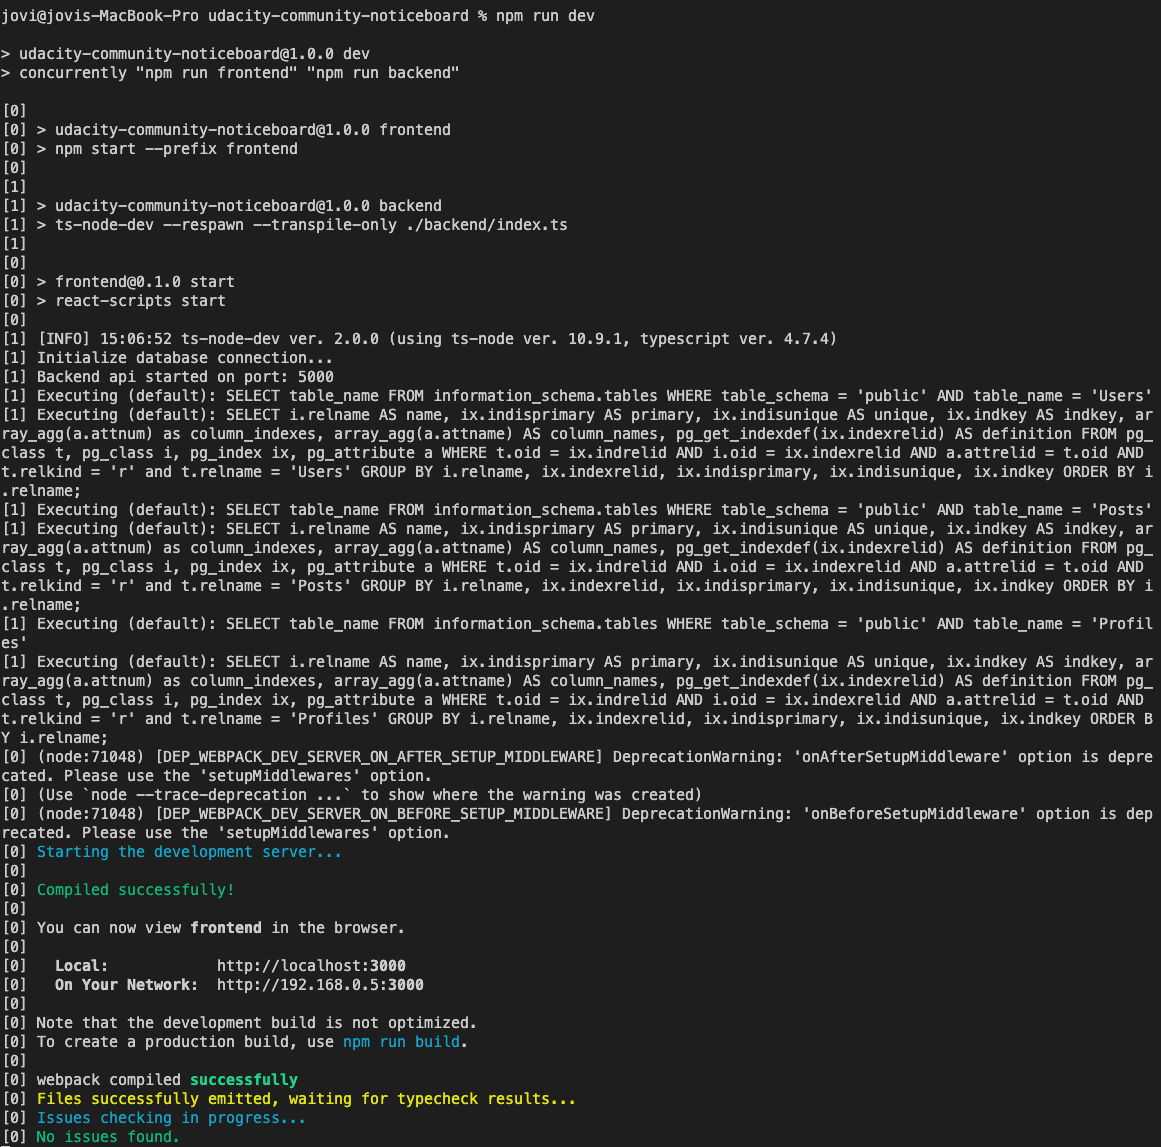 jovi@jovis-MacBook-Pro udacity-community-noticeboard % npm run dev

> udacity-community-noticeboard@1.0.0 dev
> concurrently "npm run frontend" "npm run backend"

[0]
[0] > udacity-community-noticeboard@1.0.0 frontend
[0] > npm start --prefix frontend
[0]
[1]
[1] > udacity-community-noticeboard@1.0.0 backend
[1] > ts-node-dev --respawn --transpile-only ./backend/index.ts
[1]
[0]
[0] > frontend@0.1.0 start
[0] > react-scripts start
[0]
[1] [INFO] 15:06:52 ts-node-dev ver. 2.0.0 (using ts-node ver. 10.9.1, typescript ver. 4.7.4)
[1] Initialize database connection...
[1] Backend api started on port: 5000
[1] Executing (default): SELECT table_name FROM information_schema.tables WHERE table_schema = 'public' AND table_name = 'Users'
[1] Executing (default): SELECT i.relname AS name, ix.indisprimary AS primary, ix.indisunique AS unique, ix.indkey AS indkey, ar
ray_agg(a.attnum) as column_indexes, array_agg(a.attname) AS column_names, pg_get_indexdef(ix.indexrelid) AS definition FROM pg_
class t, pg_class i, pg_index ix, pg_attribute a WHERE t.oid = ix.indrelid AND i.oid = ix.indexrelid AND a.attrelid = t.oid AND
t.relkind = 'r' and t.relname = 'Users' GROUP BY i.relname, ix.indexrelid, ix.indisprimary, ix.indisunique, ix.indkey ORDER BY i
.relname;
[1] Executing (default): SELECT table_name FROM information_schema.tables WHERE table_schema = 'public' AND table_name = 'Posts'
[1] Executing (default): SELECT i.relname AS name, ix.indisprimary AS primary, ix.indisunique AS unique, ix.indkey AS indkey, ar
ray_agg(a.attnum) as column_indexes, array_agg(a.attname) AS column_names, pg_get_indexdef(ix.indexrelid) AS definition FROM pg_
class t, pg_class i, pg_index ix, pg_attribute a WHERE t.oid = ix.indrelid AND i.oid = ix.indexrelid AND a.attrelid = t.oid AND
t.relkind = 'r' and t.relname = 'Posts' GROUP BY i.relname, ix.indexrelid, ix.indisprimary, ix.indisunique, ix.indkey ORDER BY i
.relname;
[1] Executing (default): SELECT table_name FROM information_schema.tables WHERE table_schema = 'public' AND table_name = 'Profil
es'
[1] Executing (default): SELECT i.relname AS name, ix.indisprimary AS primary, ix.indisunique AS unique, ix.indkey AS indkey, ar
ray_agg(a.attnum) as column_indexes, array_agg(a.attname) AS column_names, pg_get_indexdef(ix.indexrelid) AS definition FROM pg_
class t, pg_class i, pg_index ix, pg_attribute a WHERE t.oid = ix.indrelid AND i.oid = ix.indexrelid AND a.attrelid = t.oid AND
t.relkind = 'r' and t.relname = 'Profiles' GROUP BY i.relname, ix.indexrelid, ix.indisprimary, ix.indisunique, ix.indkey ORDER B
Y i.relname;
[0] (node:71048) [DEP_WEBPACK_DEV_SERVER_ON_AFTER_SETUP_MIDDLEWARE] DeprecationWarning: 'onAfterSetupMiddleware' option is depre
cated. Please use the 'setupMiddlewares' option.
[0] (Use `node --trace-deprecation ...` to show where the warning was created)
[0] (node:71048) [DEP_WEBPACK_DEV_SERVER_ON_BEFORE_SETUP_MIDDLEWARE] DeprecationWarning: 'onBeforeSetupMiddleware' option is dep
recated. Please use the 'setupMiddlewares' option.
[0] Starting the development server...
[0]
[0] Compiled successfully!
[0]
[0] You can now view frontend in the browser.
[0]
[0]   Local:            http://localhost:3000
[0]   On Your Network:  http://192.168.0.5:3000
[0]
[0] Note that the development build is not optimized.
[0] To create a production build, use npm run build.
[0]
[0] webpack compiled successfully
[0] Files successfully emitted, waiting for typecheck results...
[0] Issues checking in progress...
[0] No issues found.